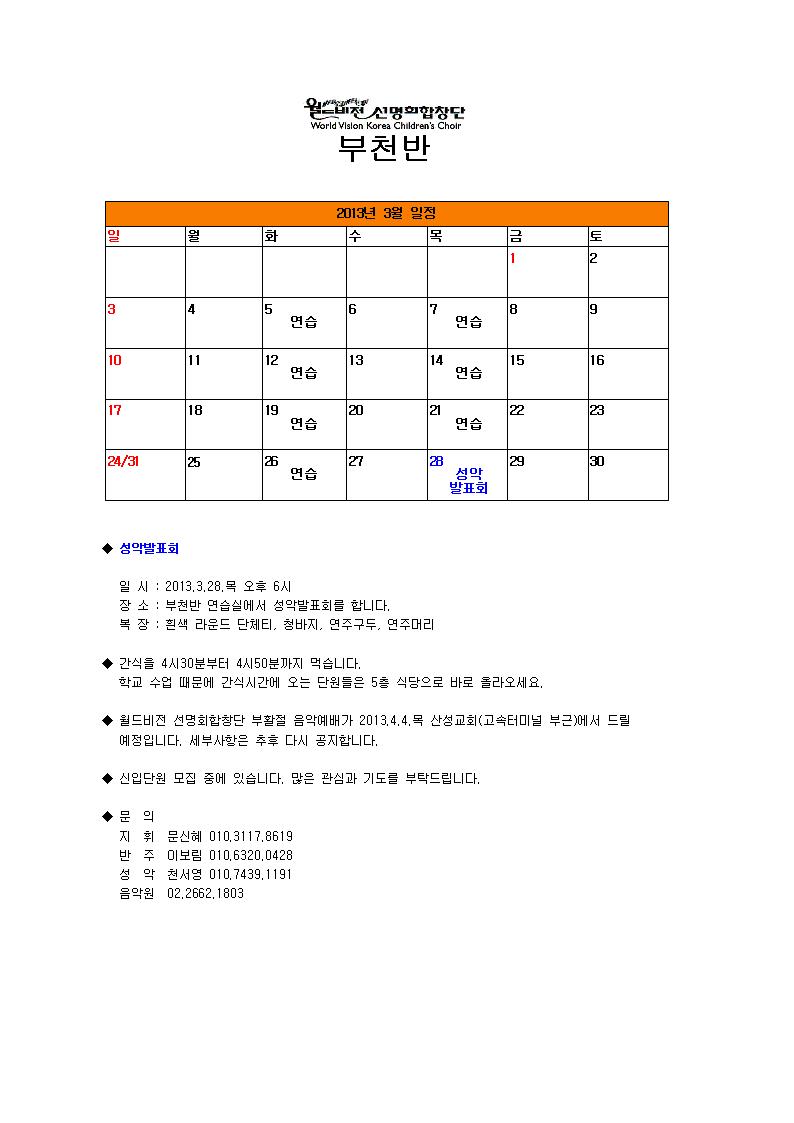 월드비전 선명회합창단
World Vision Korea Children's Choir
부천반
2013년 3월 일정
일 월 화 수 목 금 토
1 2
3 4 5 연습 6 7 연습 8 9
10 11 12 연습 13 14 연습 15 16
17 18 19 연습 20 21 연습 22 23
24/31 25 26 연습 27 28 성악 29 30
발표회
◆ 성악발표회
일 시 : 2013.3.28.목 오후 6시
장 소 : 부천반 연습실에서 성악발표회를 합니다.
복 장 : 흰색 라운드 단체티, 청바지, 연주구두, 연주머리
◆ 간식을 4시30분부터 4시50분까지 먹습니다.
학교 수업 때문에 간식시간에 오는 단원들은 5층 식당으로 바로 올라오세요.
◆ 월드비전 선명회합창단 부활절 음악예배가 2013.4.4.목 산성교회(고속터미널 부근)에서 드릴
예정입니다. 세부사항은 추후 다시 공지합니다.
◆ 신입단원 모집 중에 있습니다. 많은 관심과 기도를 부탁드립니다.
◆ 문 의
지 휘 문신혜 010.3117.8619
반 주 이보림 010.6320.0428
성 악 천서영 010.7439.1191
음악원 02.2662.1803